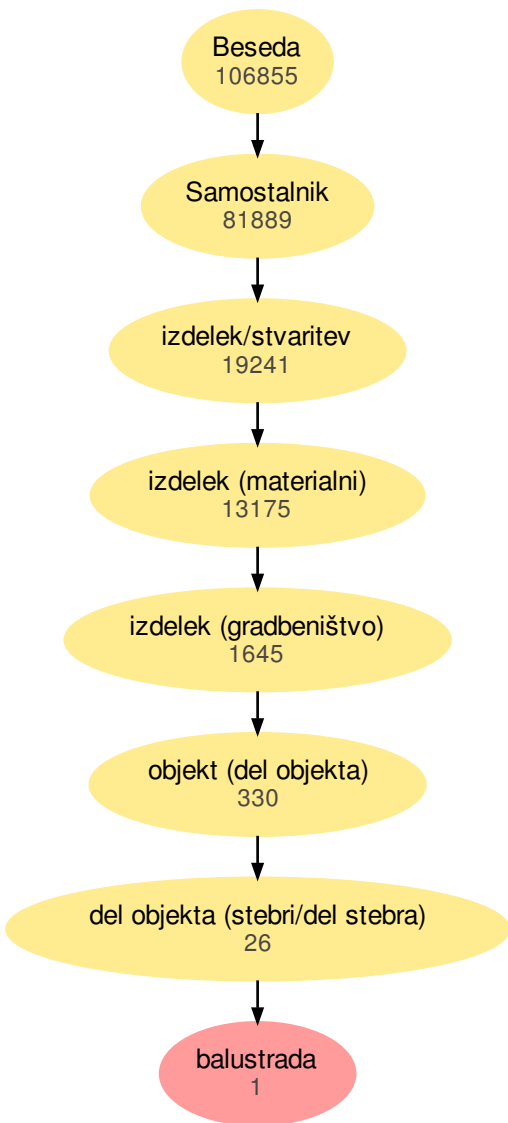 Beseda
106855
Samostalnik
81889
izdelek/stvaritev
19241
izdelek (materialni)
13175
izdelek (gradbeništvo)
1645
objekt (del objekta)
330
del objekta (stebri/del stebra)
26
balustrada
1